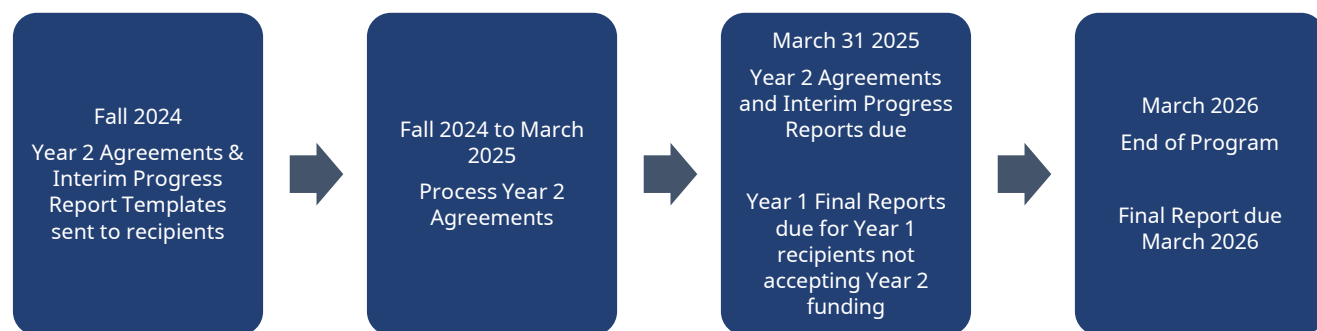 Fall 2024
Year 2 Agreements &
Interim Progress
Report Templates
sent to recipients
Fall 2024 to March
2025
Process Year 2
Agreements
March 31 2025
Year 2 Agreements
and Interim Progress
Reports due
Year 1 Final Reports
due for Year 1
recipients not
accepting Year 2
funding
March 2026
End of Program
Final Report due
March 2026